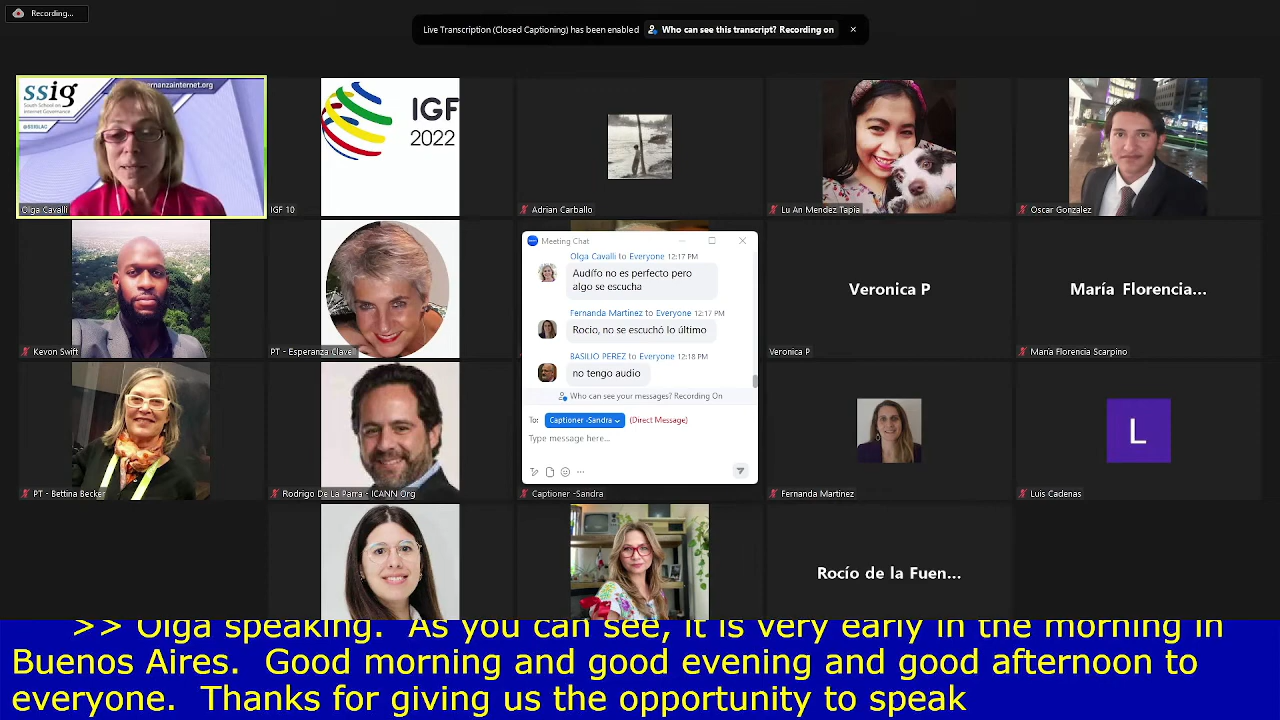 Recording...
Live Transcription (Closed Captioning) has been enabled
Who can see this transcript? Recording on
ssig
South School on
Internet Governance
@SSIGLAC
ernanzainternet.org
Olga Cavalli
IGF
2022
IGF 10
Adrian Carballo
Lu An Mendez Tapia
Oscar Gonzalez
Kevon Swift
PT - Esperanza Clavell
Meeting Chat
Olga Cavalli to Everyone 12:17 PM
Audífo no es perfecto pero
algo se escucha
Fernanda Martinez to Everyone 12:17 PM
Rocio, no se escuchó lo último
BASILIO PEREZ to Everyone 12:18 PM
no tengo audio
Who can see your messages? Recording On
To: Captioner -Sandra (Direct Message)
Type message here...
Veronica P
Veronica P
María Florencia...
María Florencia Scarpino
PT - Bettina Becker
Rodrigo De La Parra - ICANN Org
Captioner -Sandra
Fernanda Martinez
L
Luis Cadenas
Rocío de la Fuen...
>> Olga speaking. As you can see, it is very early in the morning in
Buenos Aires. Good morning and good evening and good afternoon to
everyone. Thanks for giving us the opportunity to speak